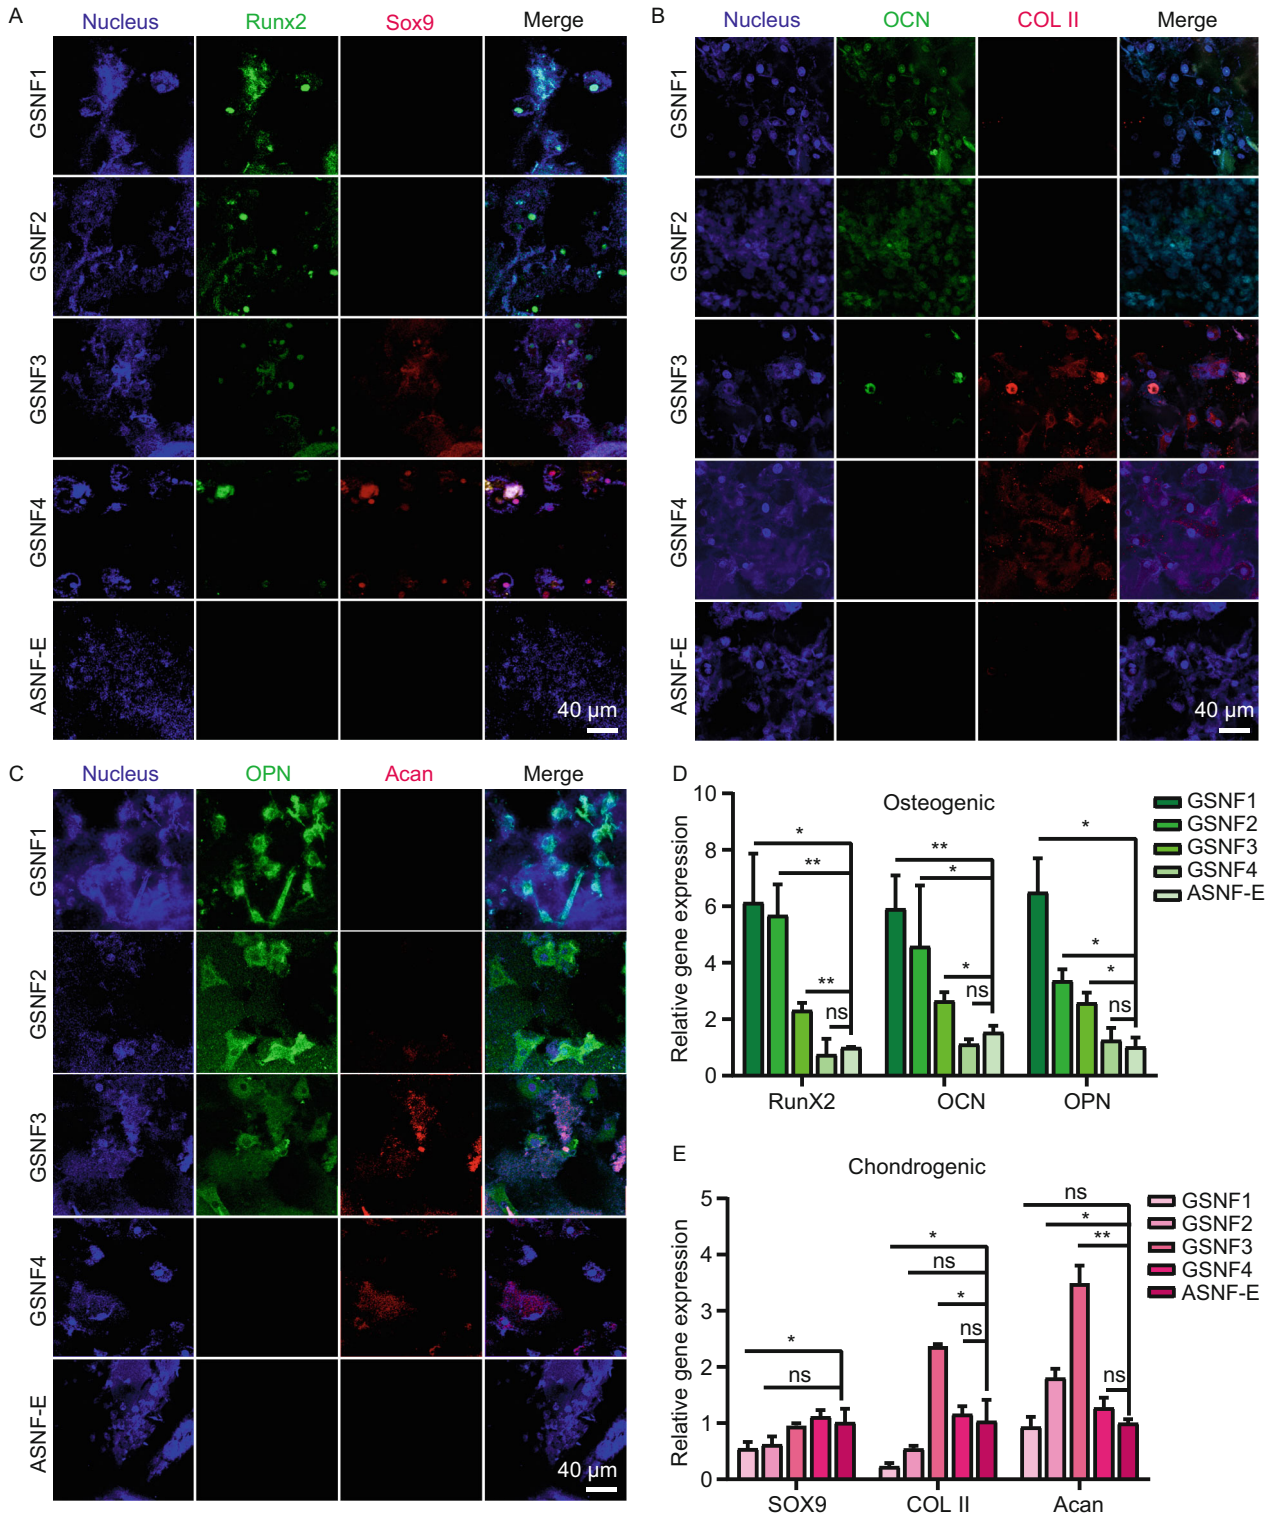 A
Nucleus Runx2 Sox9 Merge
GSNF1
GSNF2
GSNF3
GSNF4
ASNF-E
40 µm
B
Nucleus OCN COL II Merge
GSNF1
GSNF2
GSNF3
GSNF4
ASNF-E
40 µm
C
Nucleus OPN Acan Merge
GSNF1
GSNF2
GSNF3
GSNF4
ASNF-E
40 µm
D
Osteogenic
Relative gene expression
10
8
6
4
2
0
* ** ** ns
** * * ns
* * * ns
RunX2 OCN OPN
GSNF1
GSNF2
GSNF3
GSNF4
ASNF-E
E
Chondrogenic
Relative gene expression
5
4
3
2
1
0
* ns
* ns * ns
ns * ** ns
SOX9 COL II Acan
GSNF1
GSNF2
GSNF3
GSNF4
ASNF-E